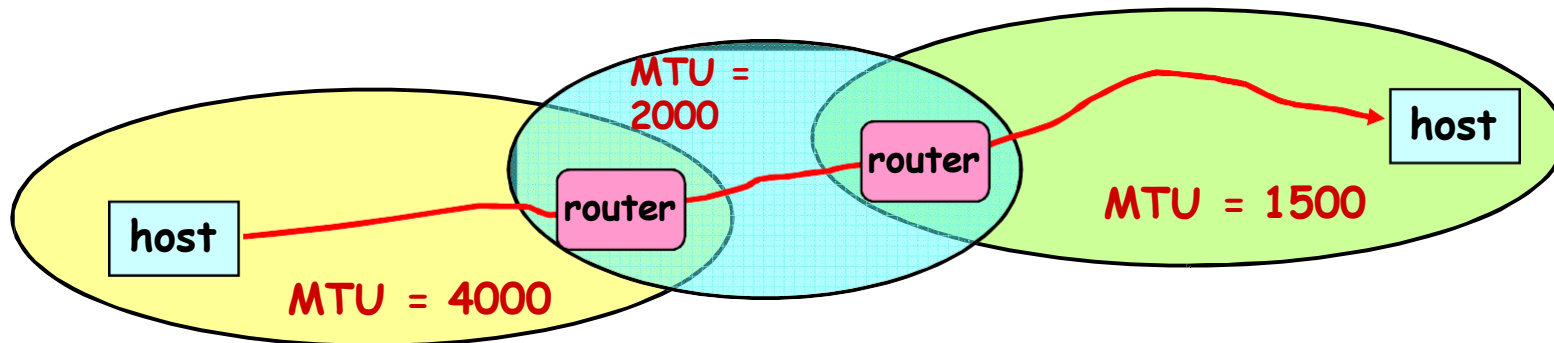 host
MTU = 4000
router
MTU =
2000
router
MTU = 1500
host